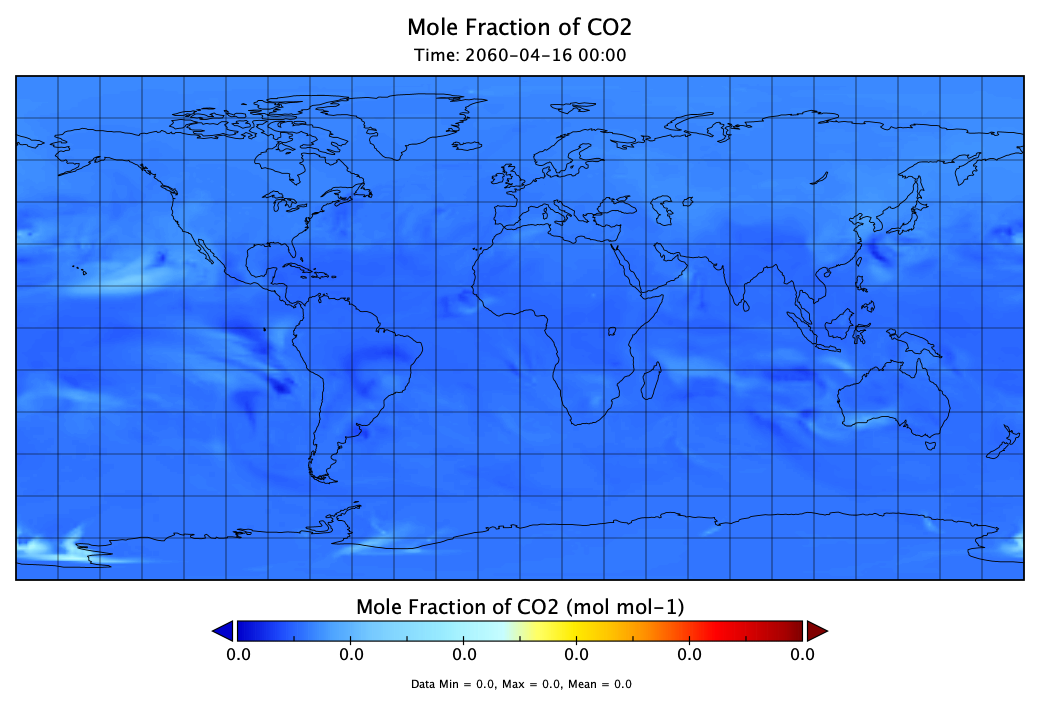 Mole Fraction of CO2
Time: 2060-04-16 00:00
Mole Fraction of CO2 (mol mol-1)
0.0 0.0 0.0 0.0 0.0 0.0
Data Min = 0.0, Max = 0.0, Mean = 0.0